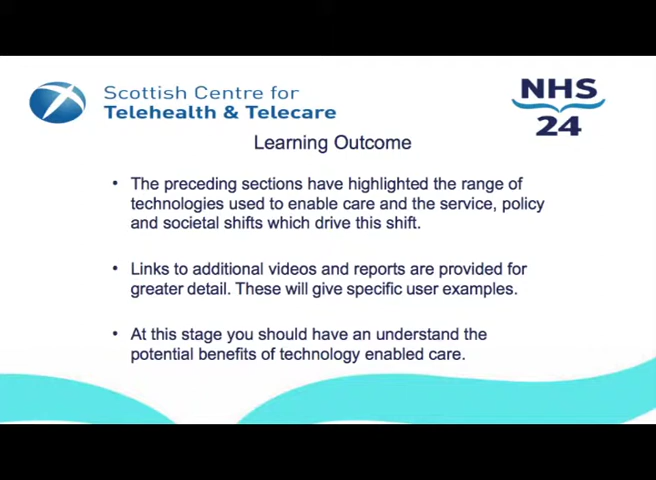 Scottish Centre for
Telehealth & Telecare
NHS
24
Learning Outcome
• The preceding sections have highlighted the range of
technologies used to enable care and the service, policy
and societal shifts which drive this shift.
• Links to additional videos and reports are provided for
greater detail. These will give specific user examples.
• At this stage you should have an understand the
potential benefits of technology enabled care.